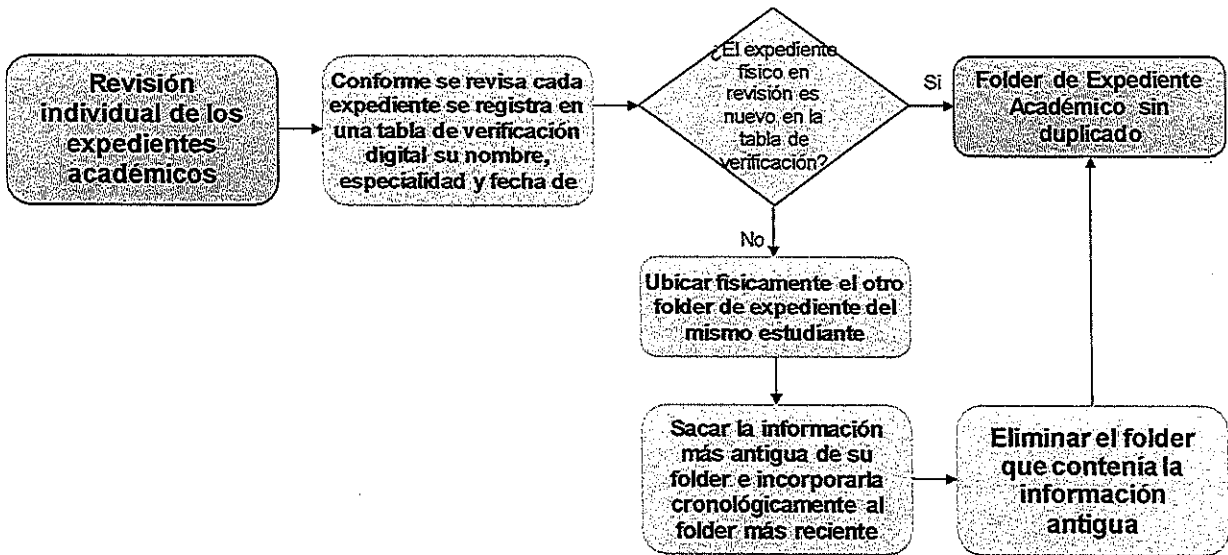 Revisión
individual de los
expedientes
académicos
Conforme se revisa cada
expediente se registra en
una tabla de verificación
digital su nombre,
especialidad y fecha de
¿El expediente
físico en
revisión es
nuevo en la
tabla de
verificación?
Si
Folder de Expediente
Académico sin
duplicado
No
Ubicar físicamente el otro
folder de expediente del
mismo estudiante
Sacar la información
más antigua de su
folder e incorporarla
cronológicamente al
folder más reciente
Eliminar el folder
que contenía la
información
antigua